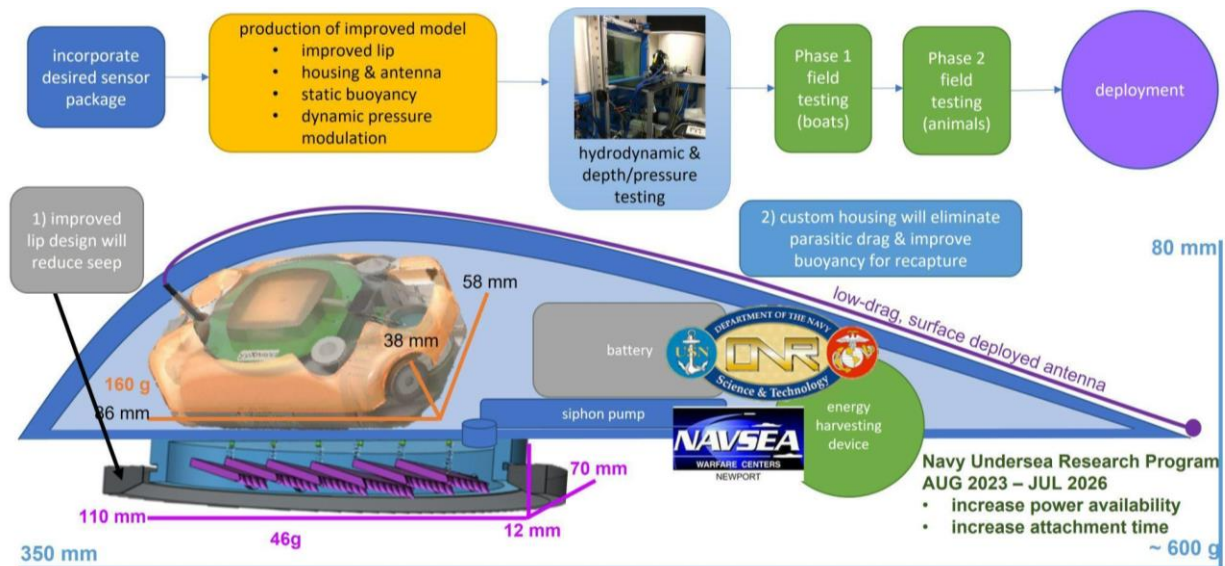 incorporate
desired sensor
package
production of improved model
• improved lip
• housing & antenna
• static buoyancy
• dynamic pressure
modulation
hydrodynamic &
depth/pressure
testing
Phase 1
field
testing
(boats)
Phase 2
field
testing
(animals)
deployment
1) improved
lip design will
reduce seep
2) custom housing will eliminate
parasitic drag & improve
buoyancy for recapture
80 mm
58 mm
38 mm
160 g
86 mm
low-drag, surface deployed antenna
battery
DEPARTMENT OF THE NAVY
USN
ONR
Science & Technology
siphon pump
energy
harvesting
device
NAVSEA
WARFARE CENTERS
NEWPORT
70 mm
110 mm
12 mm
46g
Navy Undersea Research Program
AUG 2023 – JUL 2026
• increase power availability
• increase attachment time
350 mm
~ 600 g